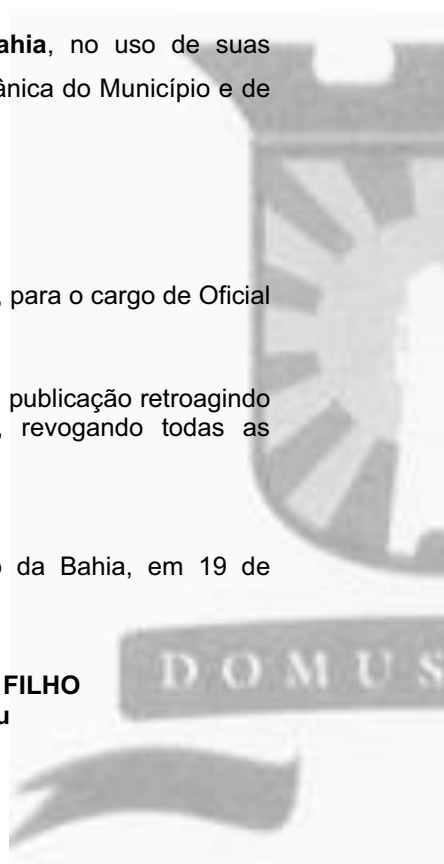 ahia, no uso de suas
ânica do Município e de
, para o cargo de Oficial
publicação retroagindo
, revogando todas as
o da Bahia, em 19 de
FILHO
u
DOMUS